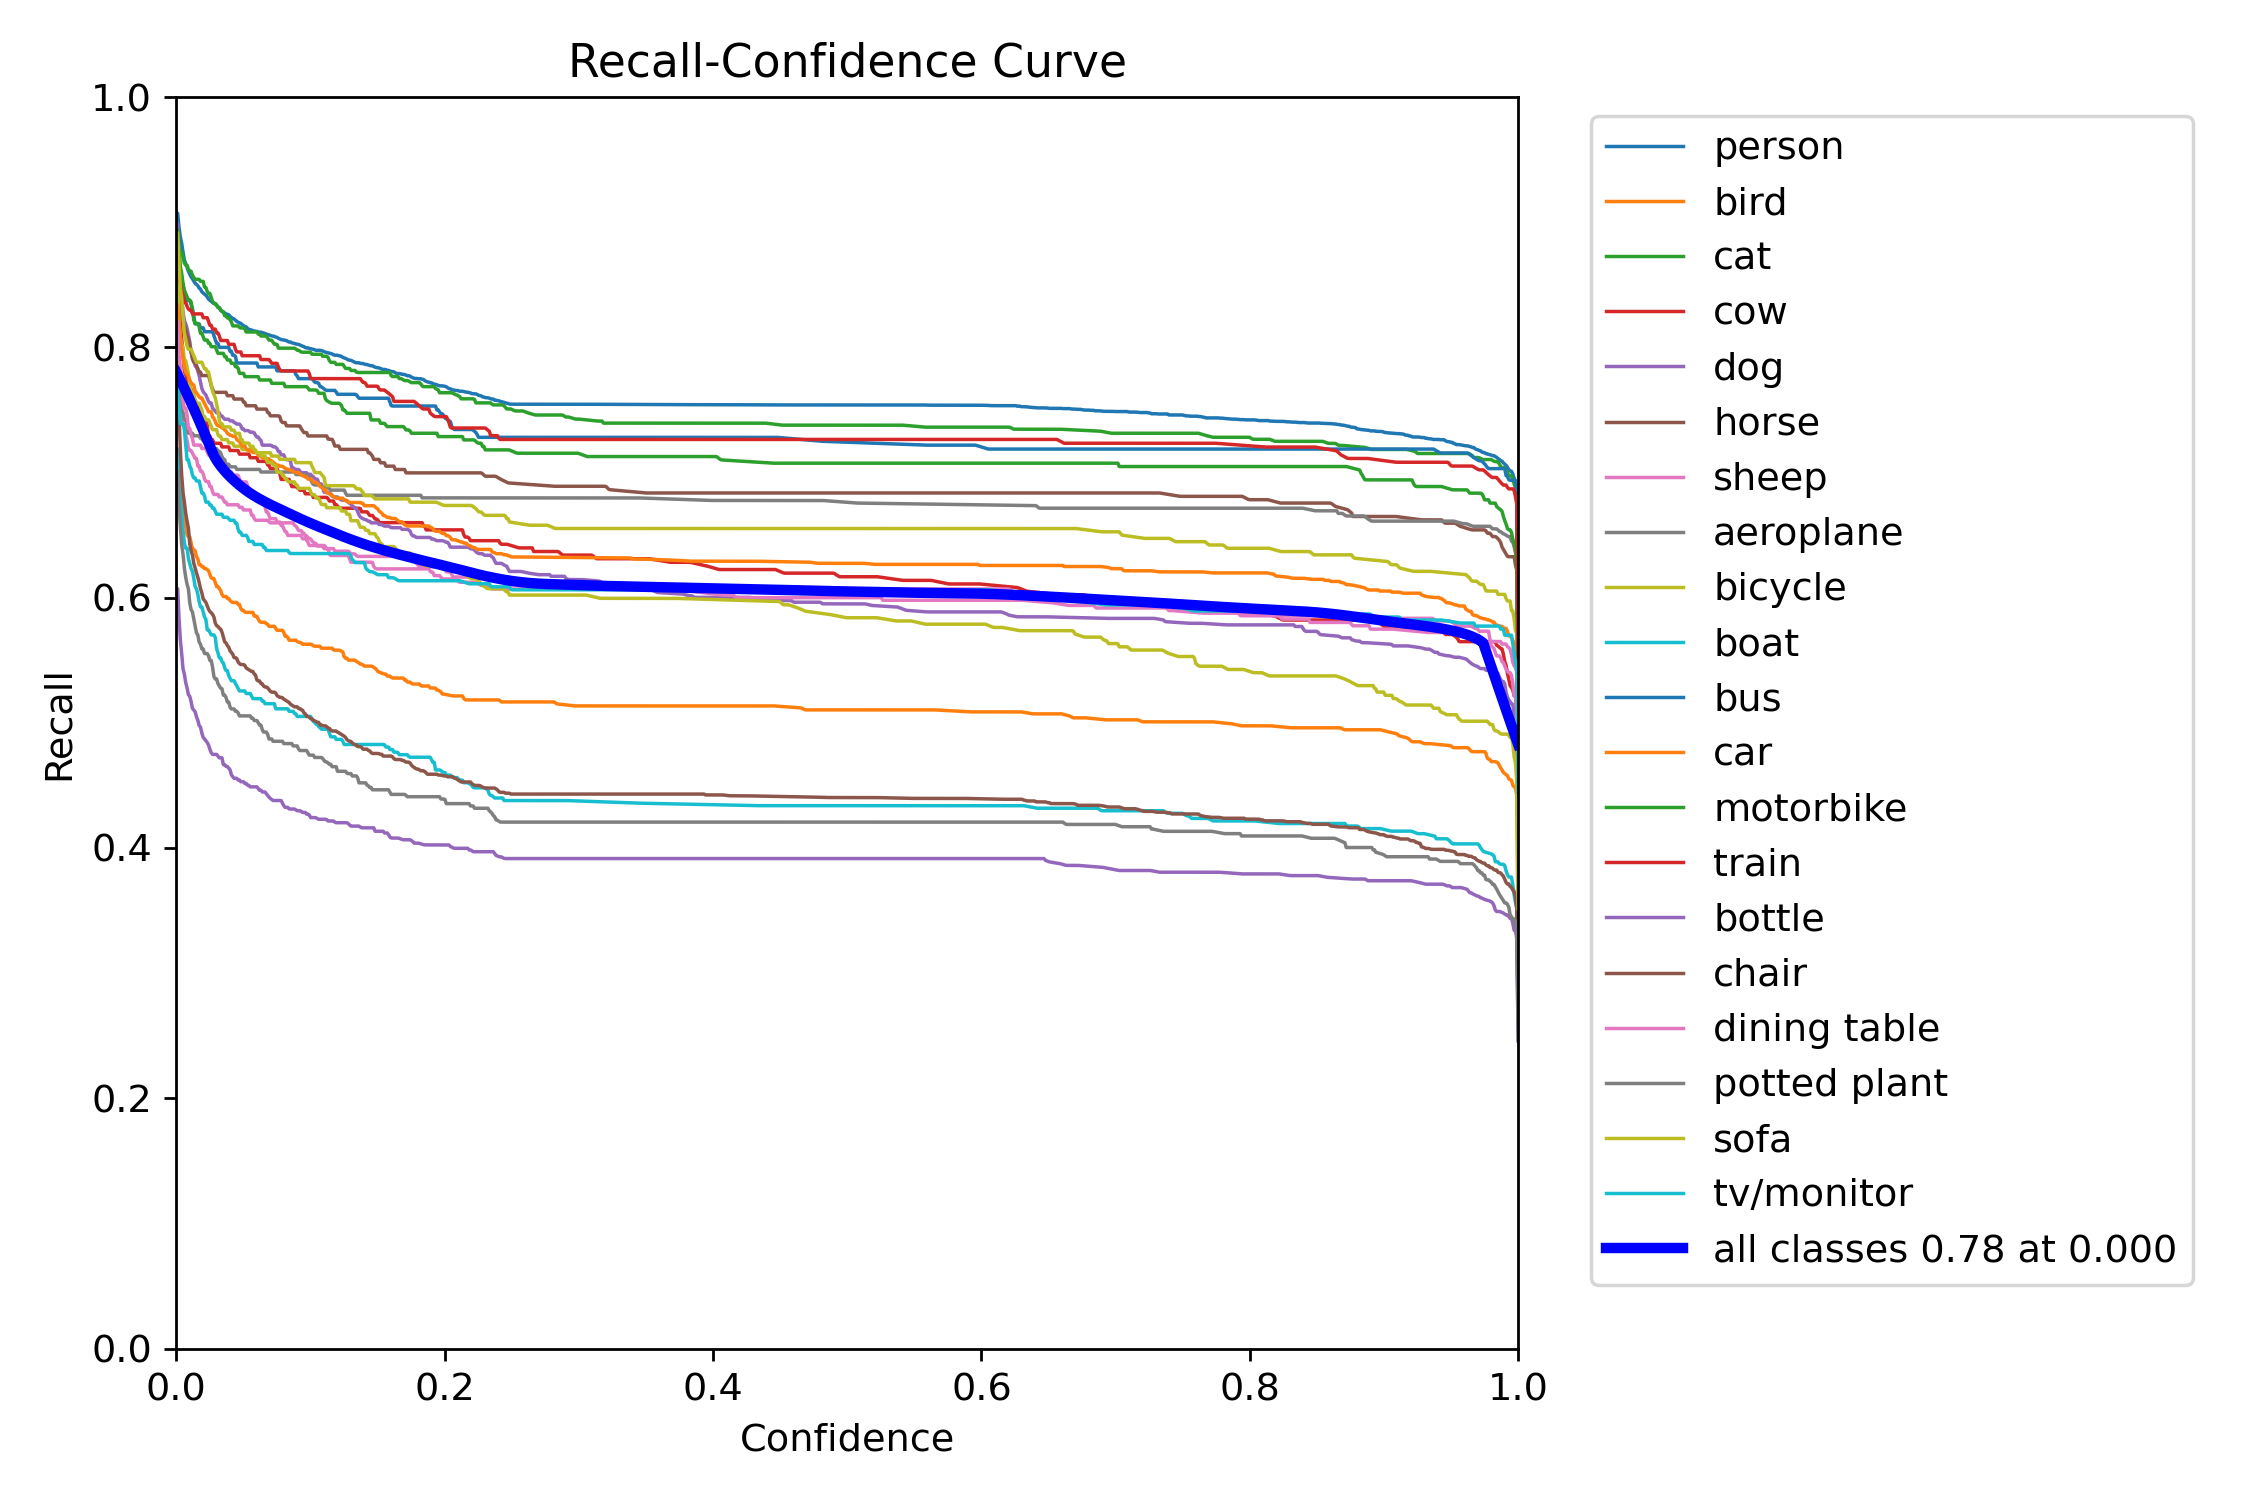 Recall-Confidence Curve
1.0
0.8
0.6
0.4
0.2
0.0
Recall
0.0 0.2 0.4 0.6 0.8 1.0
Confidence
person
bird
cat
cow
dog
horse
sheep
aeroplane
bicycle
boat
bus
car
motorbike
train
bottle
chair
dining table
potted plant
sofa
tv/monitor
all classes 0.78 at 0.000